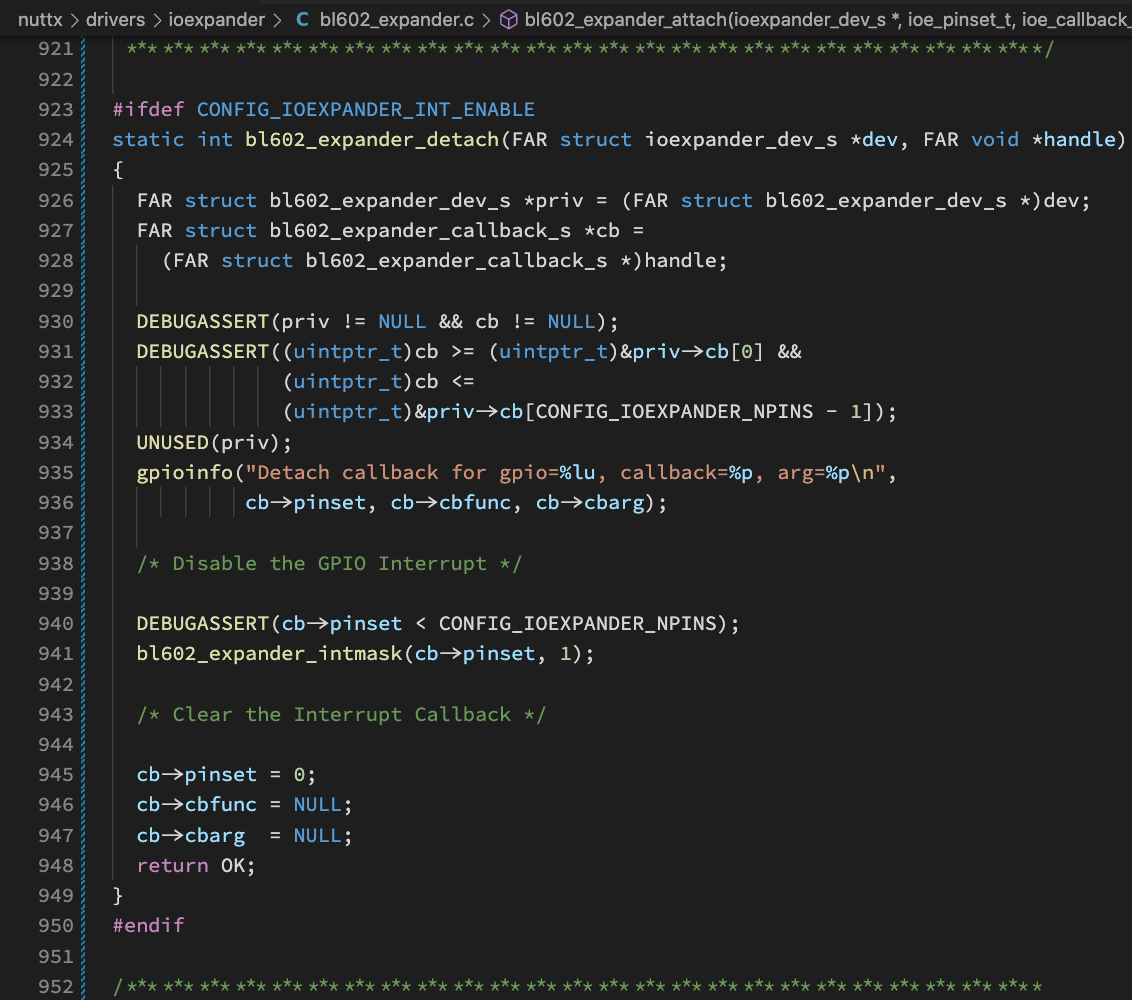 nuttx > drivers > ioexpander > C bl602_expander.c > bl602_expander_attach(ioexpander_dev_s *, ioe_pinset_t, ioe_callback_
921 ****************************************************************************/
922
923 #ifdef CONFIG_IOEXPANDER_INT_ENABLE
924 static int bl602_expander_detach(FAR struct ioexpander_dev_s *dev, FAR void *handle)
925 {
926 FAR struct bl602_expander_dev_s *priv = (FAR struct bl602_expander_dev_s *)dev;
927 FAR struct bl602_expander_callback_s *cb =
928 (FAR struct bl602_expander_callback_s *)handle;
929
930 DEBUGASSERT(priv != NULL && cb != NULL);
931 DEBUGASSERT((uintptr_t)cb >= (uintptr_t)&priv->cb[0] &&
932 (uintptr_t)cb <=
933 (uintptr_t)&priv->cb[CONFIG_IOEXPANDER_NPINS - 1]);
934 UNUSED(priv);
935 gpioinfo("Detach callback for gpio=%lu, callback=%p, arg=%p\n",
936 cb->pinset, cb->cbfunc, cb->cbarg);
937
938 /* Disable the GPIO Interrupt */
939
940 DEBUGASSERT(cb->pinset < CONFIG_IOEXPANDER_NPINS);
941 bl602_expander_intmask(cb->pinset, 1);
942
943 /* Clear the Interrupt Callback */
944
945 cb->pinset = 0;
946 cb->cbfunc = NULL;
947 cb->cbarg  = NULL;
948 return OK;
949 }
950 #endif
951
952 /****************************************************************************